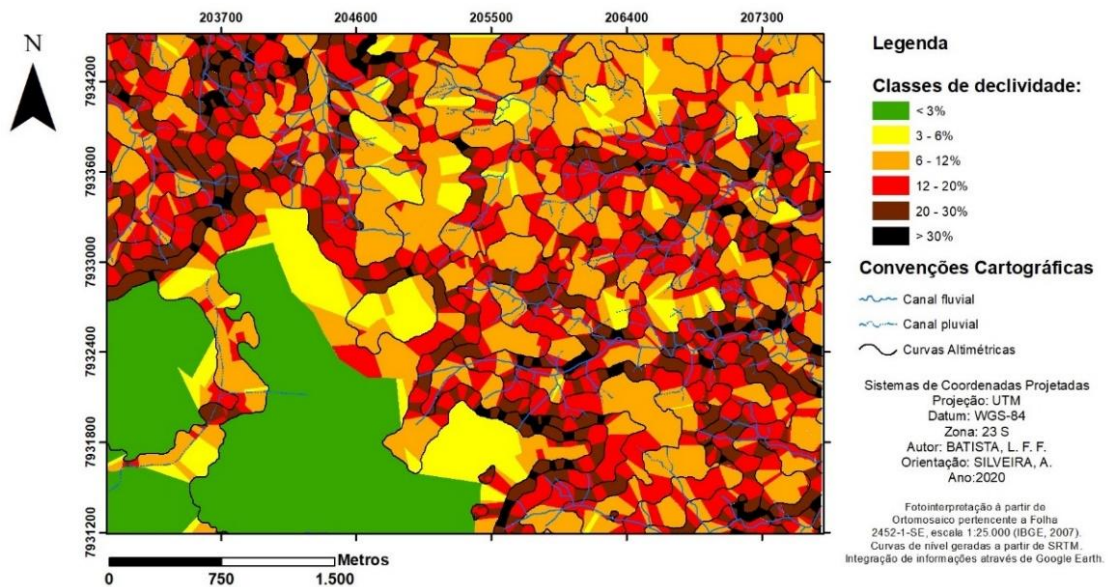 203700 204600 205500 206400 207300
N
7934200
7933600
7933000
7932400
7931800
7931200
Metros
0 750 1.500
Legenda
Classes de declividade:
< 3%
3 - 6%
6 - 12%
12 - 20%
20 - 30%
> 30%
Convenções Cartográficas
Canal fluvial
Canal pluvial
Curvas Altimétricas
Sistemas de Coordenadas Projetadas
Projeção: UTM
Datum: WGS-84
Zona: 23 S
Autor: BATISTA, L. F. F.
Orientação: SILVEIRA, A.
Ano:2020
Fotointerpretação à partir de
Ortomosaico pertencente a Folha
2452-1-SE, escala 1:25.000 (IBGE, 2007).
Curvas de nível geradas a partir de SRTM.
Integração de informações através de Google Earth.